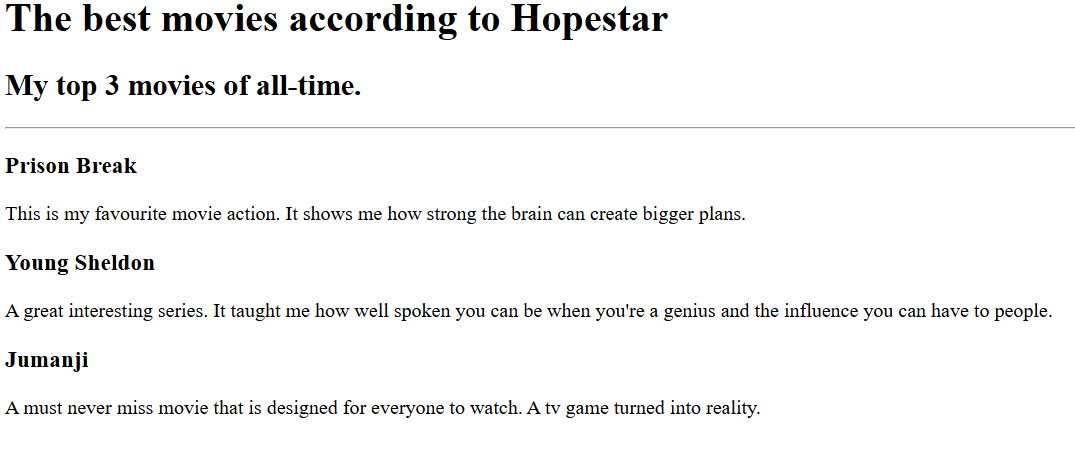 The best movies according to Hopestar
My top 3 movies of all-time.
Prison Break
This is my favourite movie action. It shows me how strong the brain can create bigger plans.
Young Sheldon
A great interesting series. It taught me how well spoken you can be when you're a genius and the influence you can have to people.
Jumanji
A must never miss movie that is designed for everyone to watch. A tv game turned into reality.